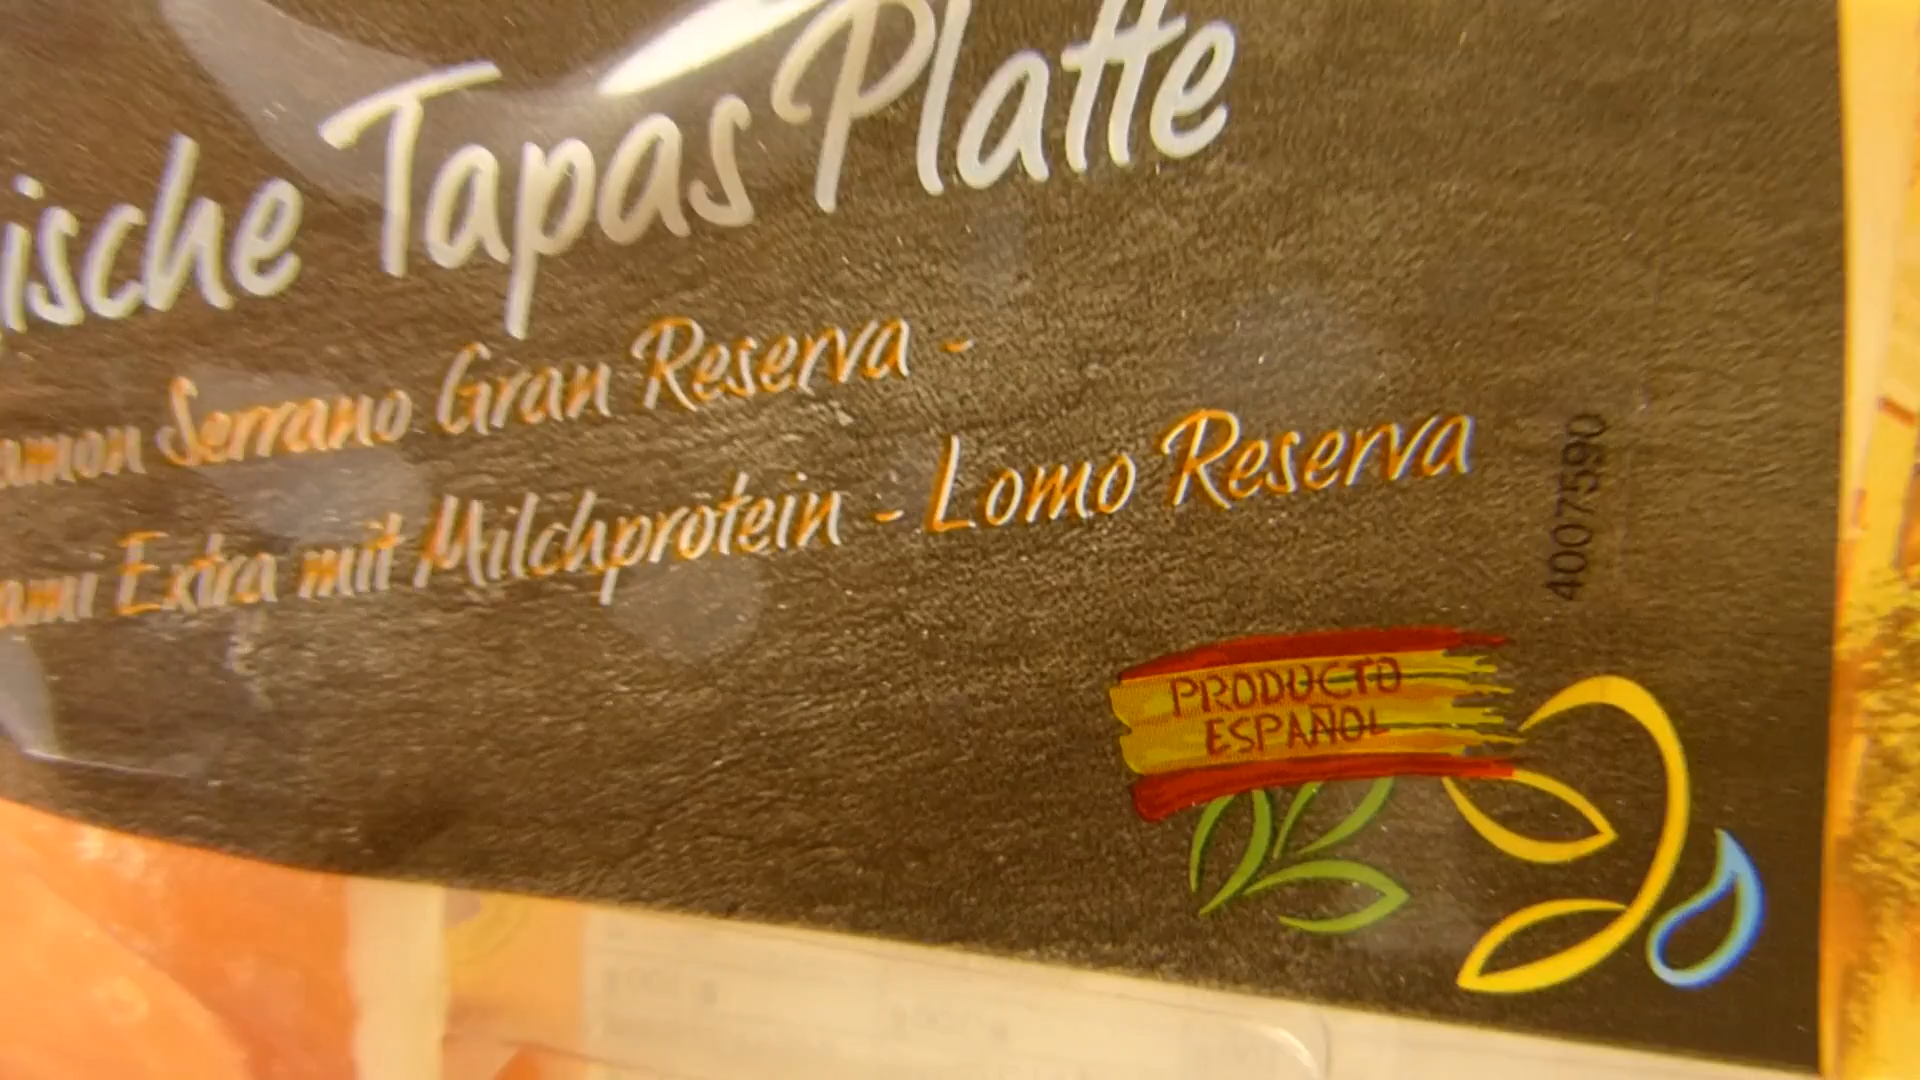 ische Tapas Platte
amon Serrano Gran Reserva -
ami Extra mit Milchprotein - Lomo Reserva
4007590
PRODUCTO
ESPAÑOL